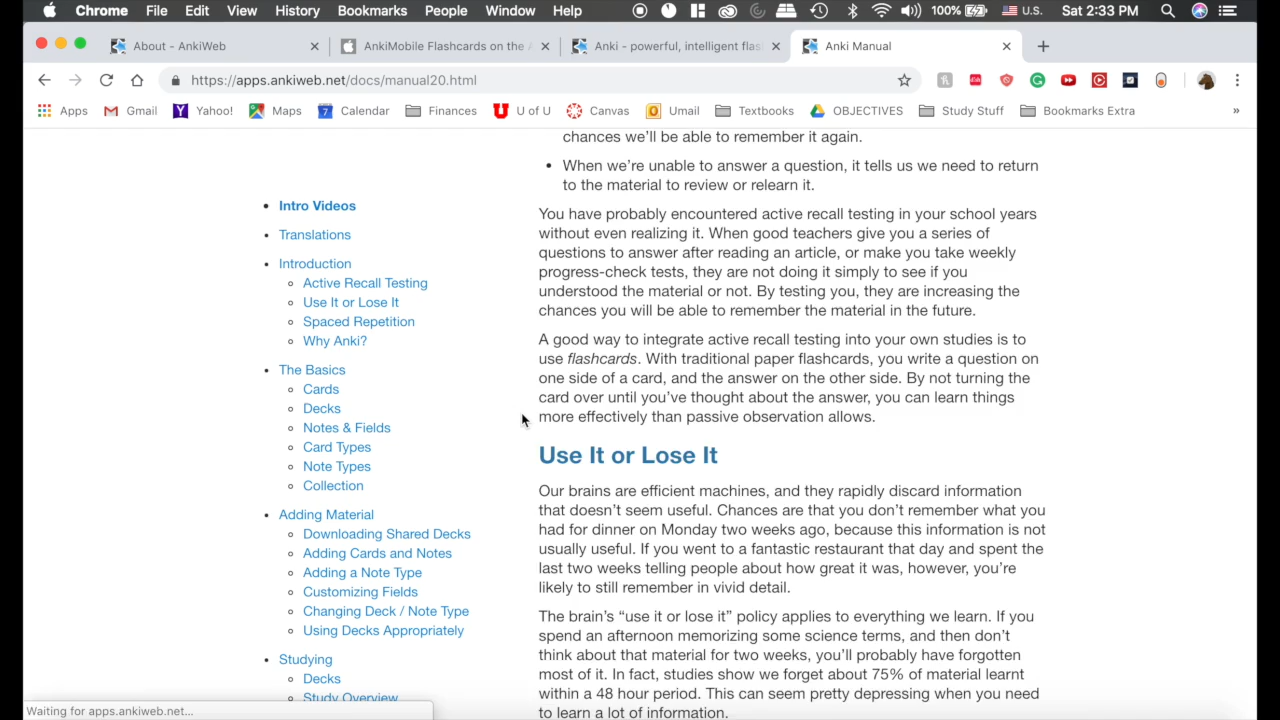 Chrome File Edit View History Bookmarks People Window Help 100% U.S. Sat 2:33 PM
About - AnkiWeb AnkiMobile Flashcards on the A Anki - powerful, intelligent flas Anki Manual
https://apps.ankiweb.net/docs/manual20.html
Apps Gmail Yahoo! Maps Calendar Finances U of U Canvas Umail Textbooks OBJECTIVES Study Stuff Bookmarks Extra »
Intro Videos
Translations
Introduction
Active Recall Testing
Use It or Lose It
Spaced Repetition
Why Anki?
The Basics
Cards
Decks
Notes & Fields
Card Types
Note Types
Collection
Adding Material
Downloading Shared Decks
Adding Cards and Notes
Adding a Note Type
Customizing Fields
Changing Deck / Note Type
Using Decks Appropriately
Studying
Decks
Study Overview
chances we'll be able to remember it again.
• When we're unable to answer a question, it tells us we need to return
to the material to review or relearn it.
You have probably encountered active recall testing in your school years
without even realizing it. When good teachers give you a series of
questions to answer after reading an article, or make you take weekly
progress-check tests, they are not doing it simply to see if you
understood the material or not. By testing you, they are increasing the
chances you will be able to remember the material in the future.
A good way to integrate active recall testing into your own studies is to
use flashcards. With traditional paper flashcards, you write a question on
one side of a card, and the answer on the other side. By not turning the
card over until you've thought about the answer, you can learn things
more effectively than passive observation allows.
Use It or Lose It
Our brains are efficient machines, and they rapidly discard information
that doesn't seem useful. Chances are that you don't remember what you
had for dinner on Monday two weeks ago, because this information is not
usually useful. If you went to a fantastic restaurant that day and spent the
last two weeks telling people about how great it was, however, you're
likely to still remember in vivid detail.
The brain's “use it or lose it” policy applies to everything we learn. If you
spend an afternoon memorizing some science terms, and then don't
think about that material for two weeks, you'll probably have forgotten
most of it. In fact, studies show we forget about 75% of material learnt
within a 48 hour period. This can seem pretty depressing when you need
to learn a lot of information.
Waiting for apps.ankiweb.net...